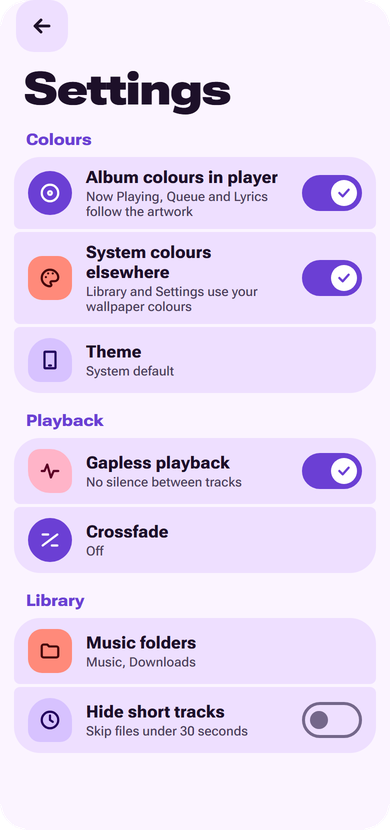 Settings
Colours
Album colours in player
Now Playing, Queue and Lyrics
follow the artwork
System colours
elsewhere
Library and Settings use your
wallpaper colours
Theme
System default
Playback
Gapless playback
No silence between tracks
Crossfade
Off
Library
Music folders
Music, Downloads
Hide short tracks
Skip files under 30 seconds